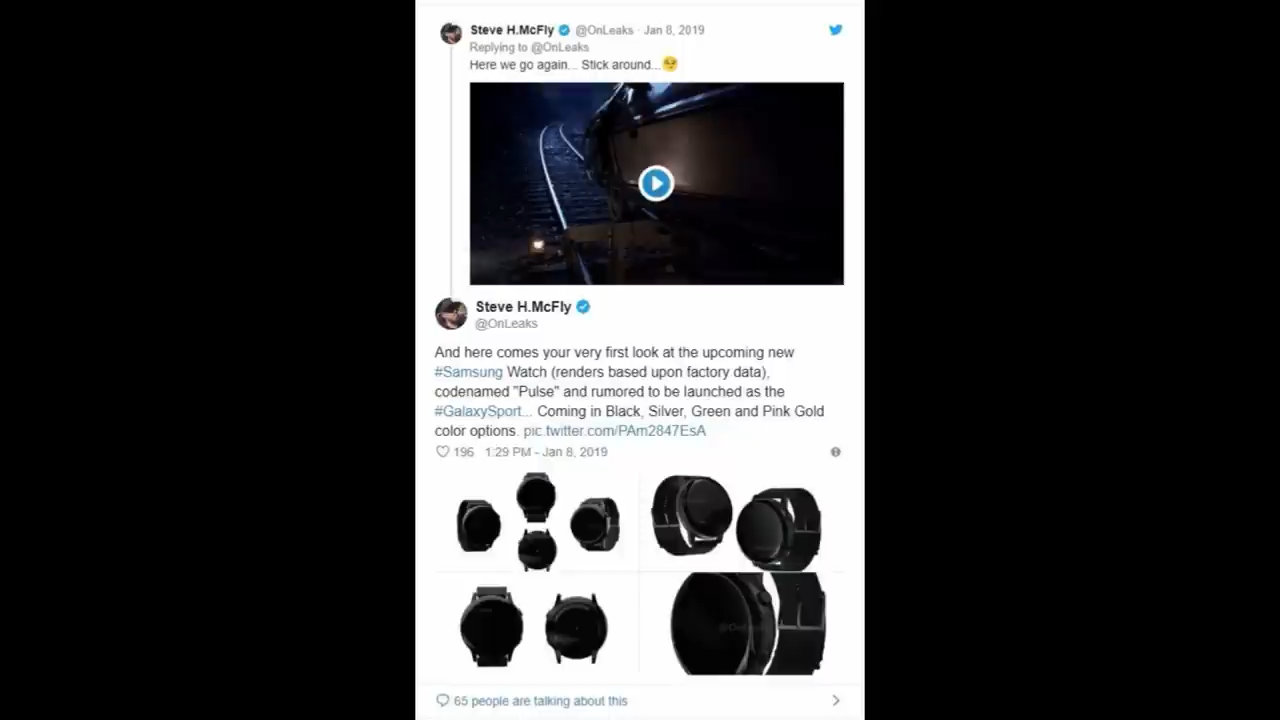 Steve H.McFly @OnLeaks · Jan 8, 2019
Replying to @OnLeaks
Here we go again... Stick around...
Steve H.McFly
@OnLeaks
And here comes your very first look at the upcoming new
#Samsung Watch (renders based upon factory data),
codenamed "Pulse" and rumored to be launched as the
#GalaxySport... Coming in Black, Silver, Green and Pink Gold
color options. pic.twitter.com/PAm2847EsA
196 1:29 PM - Jan 8, 2019
65 people are talking about this